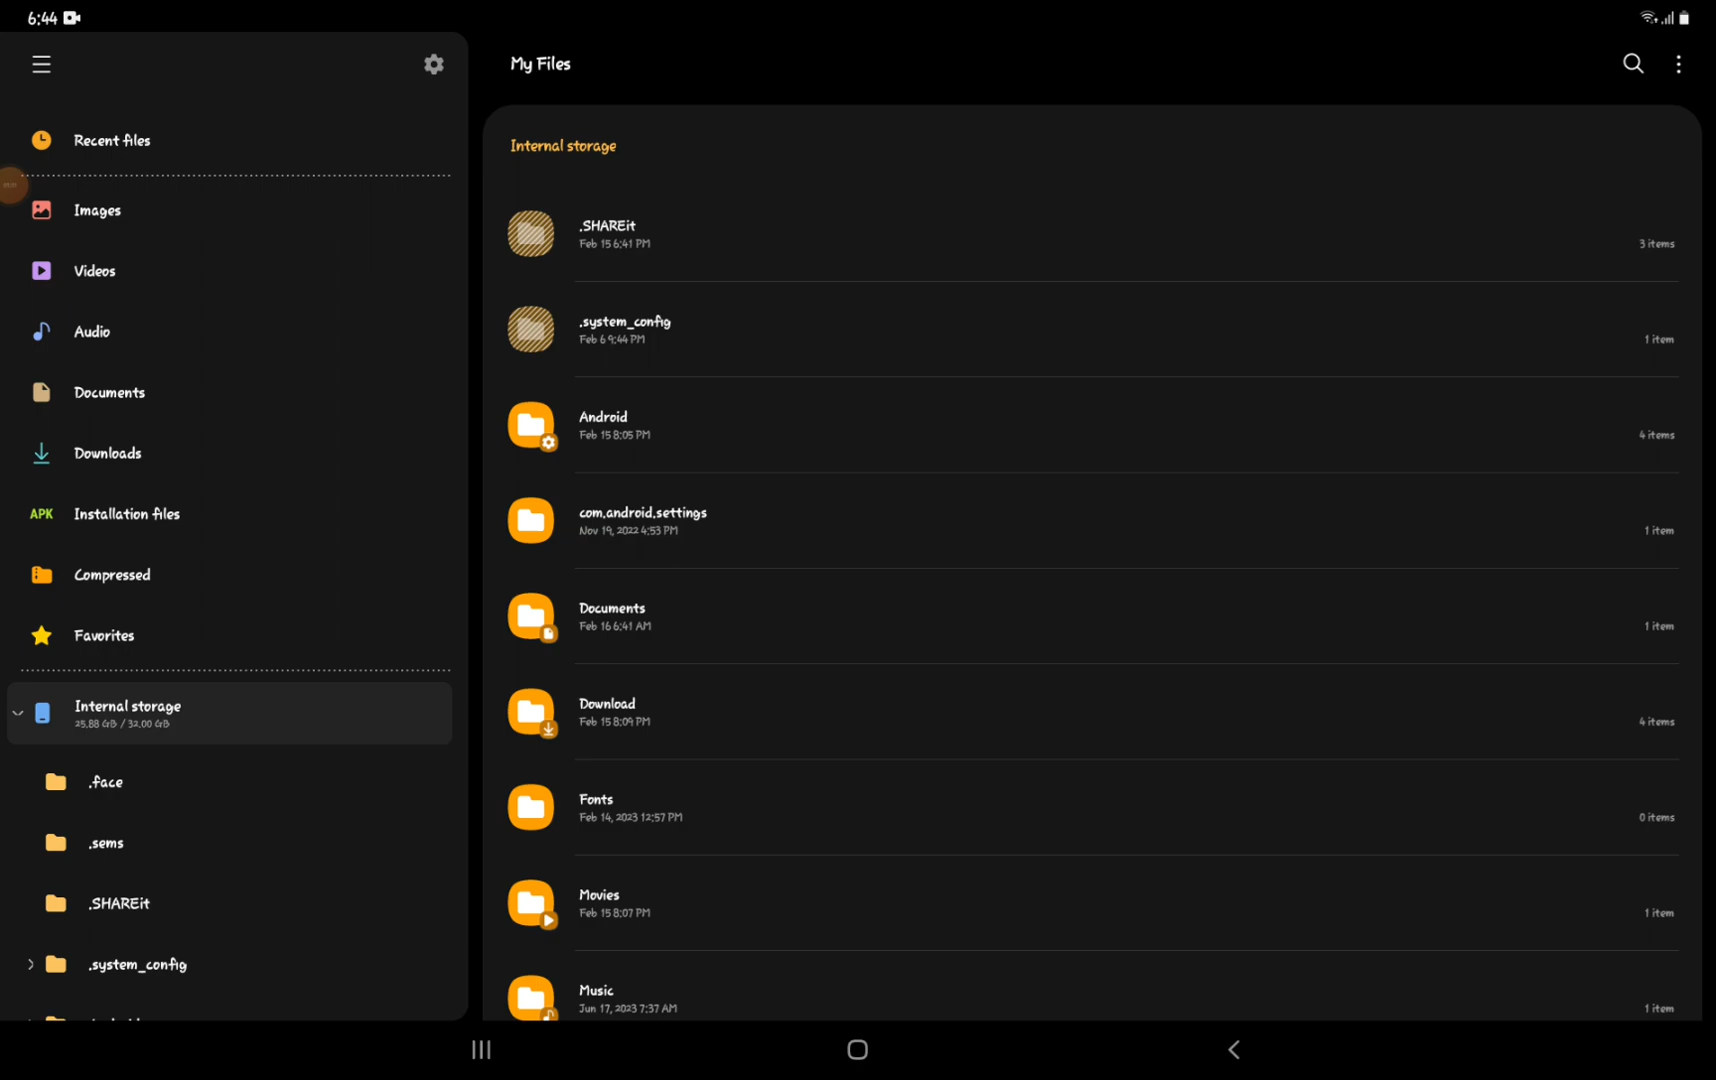 6:44
My Files
Recent files
Images
Videos
Audio
Documents
Downloads
APK Installation files
Compressed
Favorites
Internal storage
25.88 GB / 32.00 GB
.face
.sems
.SHAREit
.system_config
Internal storage
.SHAREit
Feb 15 6:41 PM
3 items
.system_config
Feb 6 9:44 PM
1 item
Android
Feb 15 8:05 PM
4 items
com.android.settings
Nov 19, 2022 4:53 PM
1 item
Documents
Feb 16 6:41 AM
1 item
Download
Feb 15 8:09 PM
4 items
Fonts
Feb 14, 2023 12:57 PM
0 items
Movies
Feb 15 8:07 PM
1 item
Music
Jun 17, 2023 7:37 AM
1 item